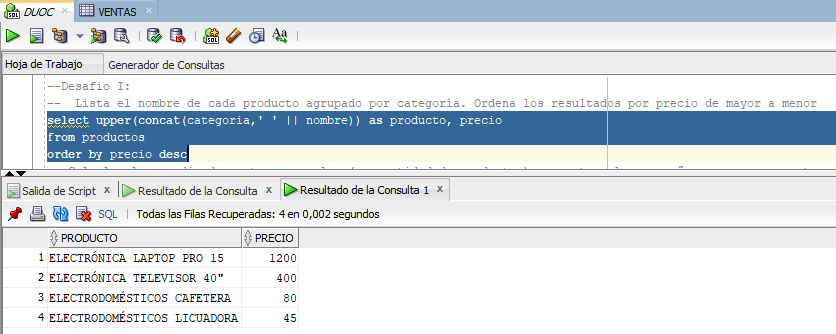 DUOC x VENTAS x
SQL
Aa
Hoja de Trabajo Generador de Consultas
--Desafio I:
-- Lista el nombre de cada producto agrupado por categoría. Ordena los resultados por precio de mayor a menor
select upper(concat(categoria,' ' || nombre)) as producto, precio
from productos
order by precio desc
Salida de Script x Resultado de la Consulta x Resultado de la Consulta 1 x
SQL | Todas las Filas Recuperadas: 4 en 0,002 segundos
PRODUCTO PRECIO
1 ELECTRÓNICA LAPTOP PRO 15 1200
2 ELECTRÓNICA TELEVISOR 40" 400
3 ELECTRODOMÉSTICOS CAFETERA 80
4 ELECTRODOMÉSTICOS LICUADORA 45